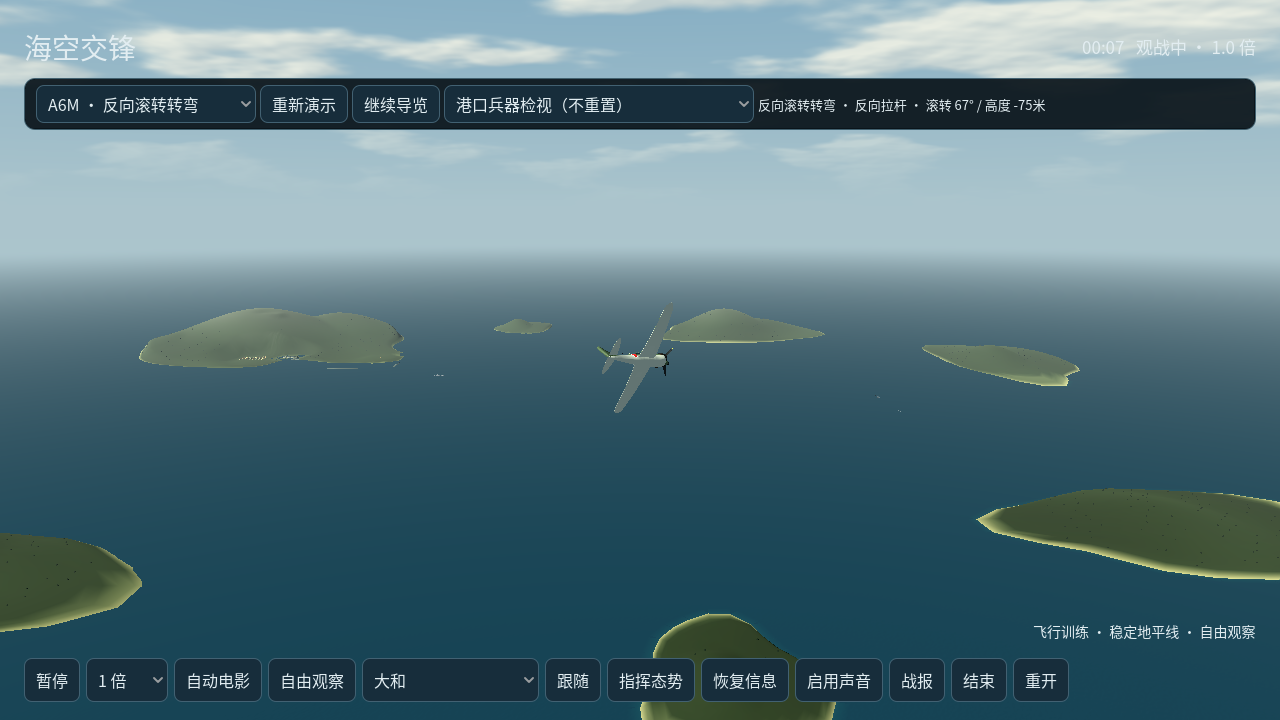 海空交锋
00:07 观战中 · 1.0 倍
A6M · 反向滚转转弯 重新演示 继续导览 港口兵器检视（不重置） 反向滚转转弯 · 反向拉杆 · 滚转 67° / 高度 -75米
飞行训练 · 稳定地平线 · 自由观察
暂停 1 倍 自动电影 自由观察 大和 跟随 指挥态势 恢复信息 启用声音 战报 结束 重开